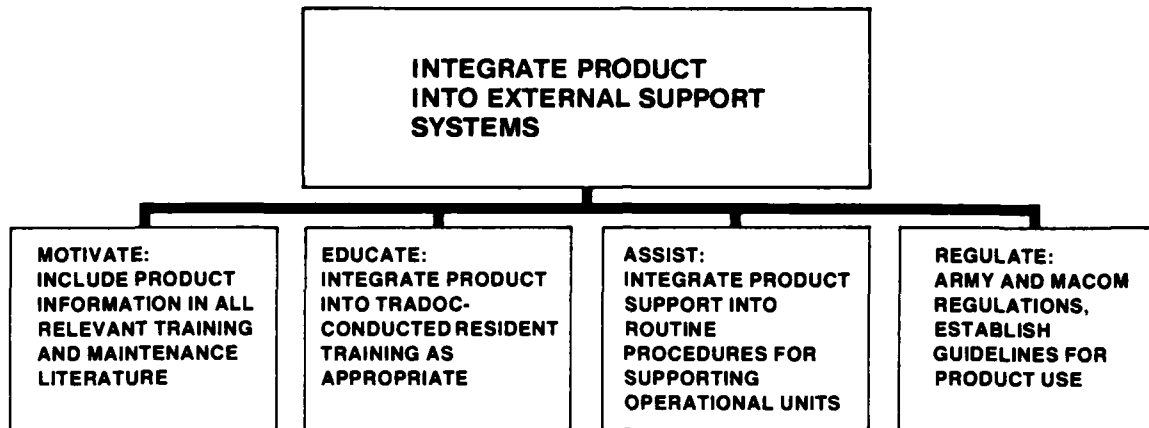 INTEGRATE PRODUCT
INTO EXTERNAL SUPPORT
SYSTEMS
MOTIVATE:
INCLUDE PRODUCT
INFORMATION IN ALL
RELEVANT TRAINING
AND MAINTENANCE
LITERATURE
EDUCATE:
INTEGRATE PRODUCT
INTO TRADOC-
CONDUCTED RESIDENT
TRAINING AS
APPROPRIATE
ASSIST:
INTEGRATE PRODUCT
SUPPORT INTO
ROUTINE
PROCEDURES FOR
SUPPORTING
OPERATIONAL UNITS
REGULATE:
ARMY AND MACOM
REGULATIONS,
ESTABLISH
GUIDELINES FOR
PRODUCT USE